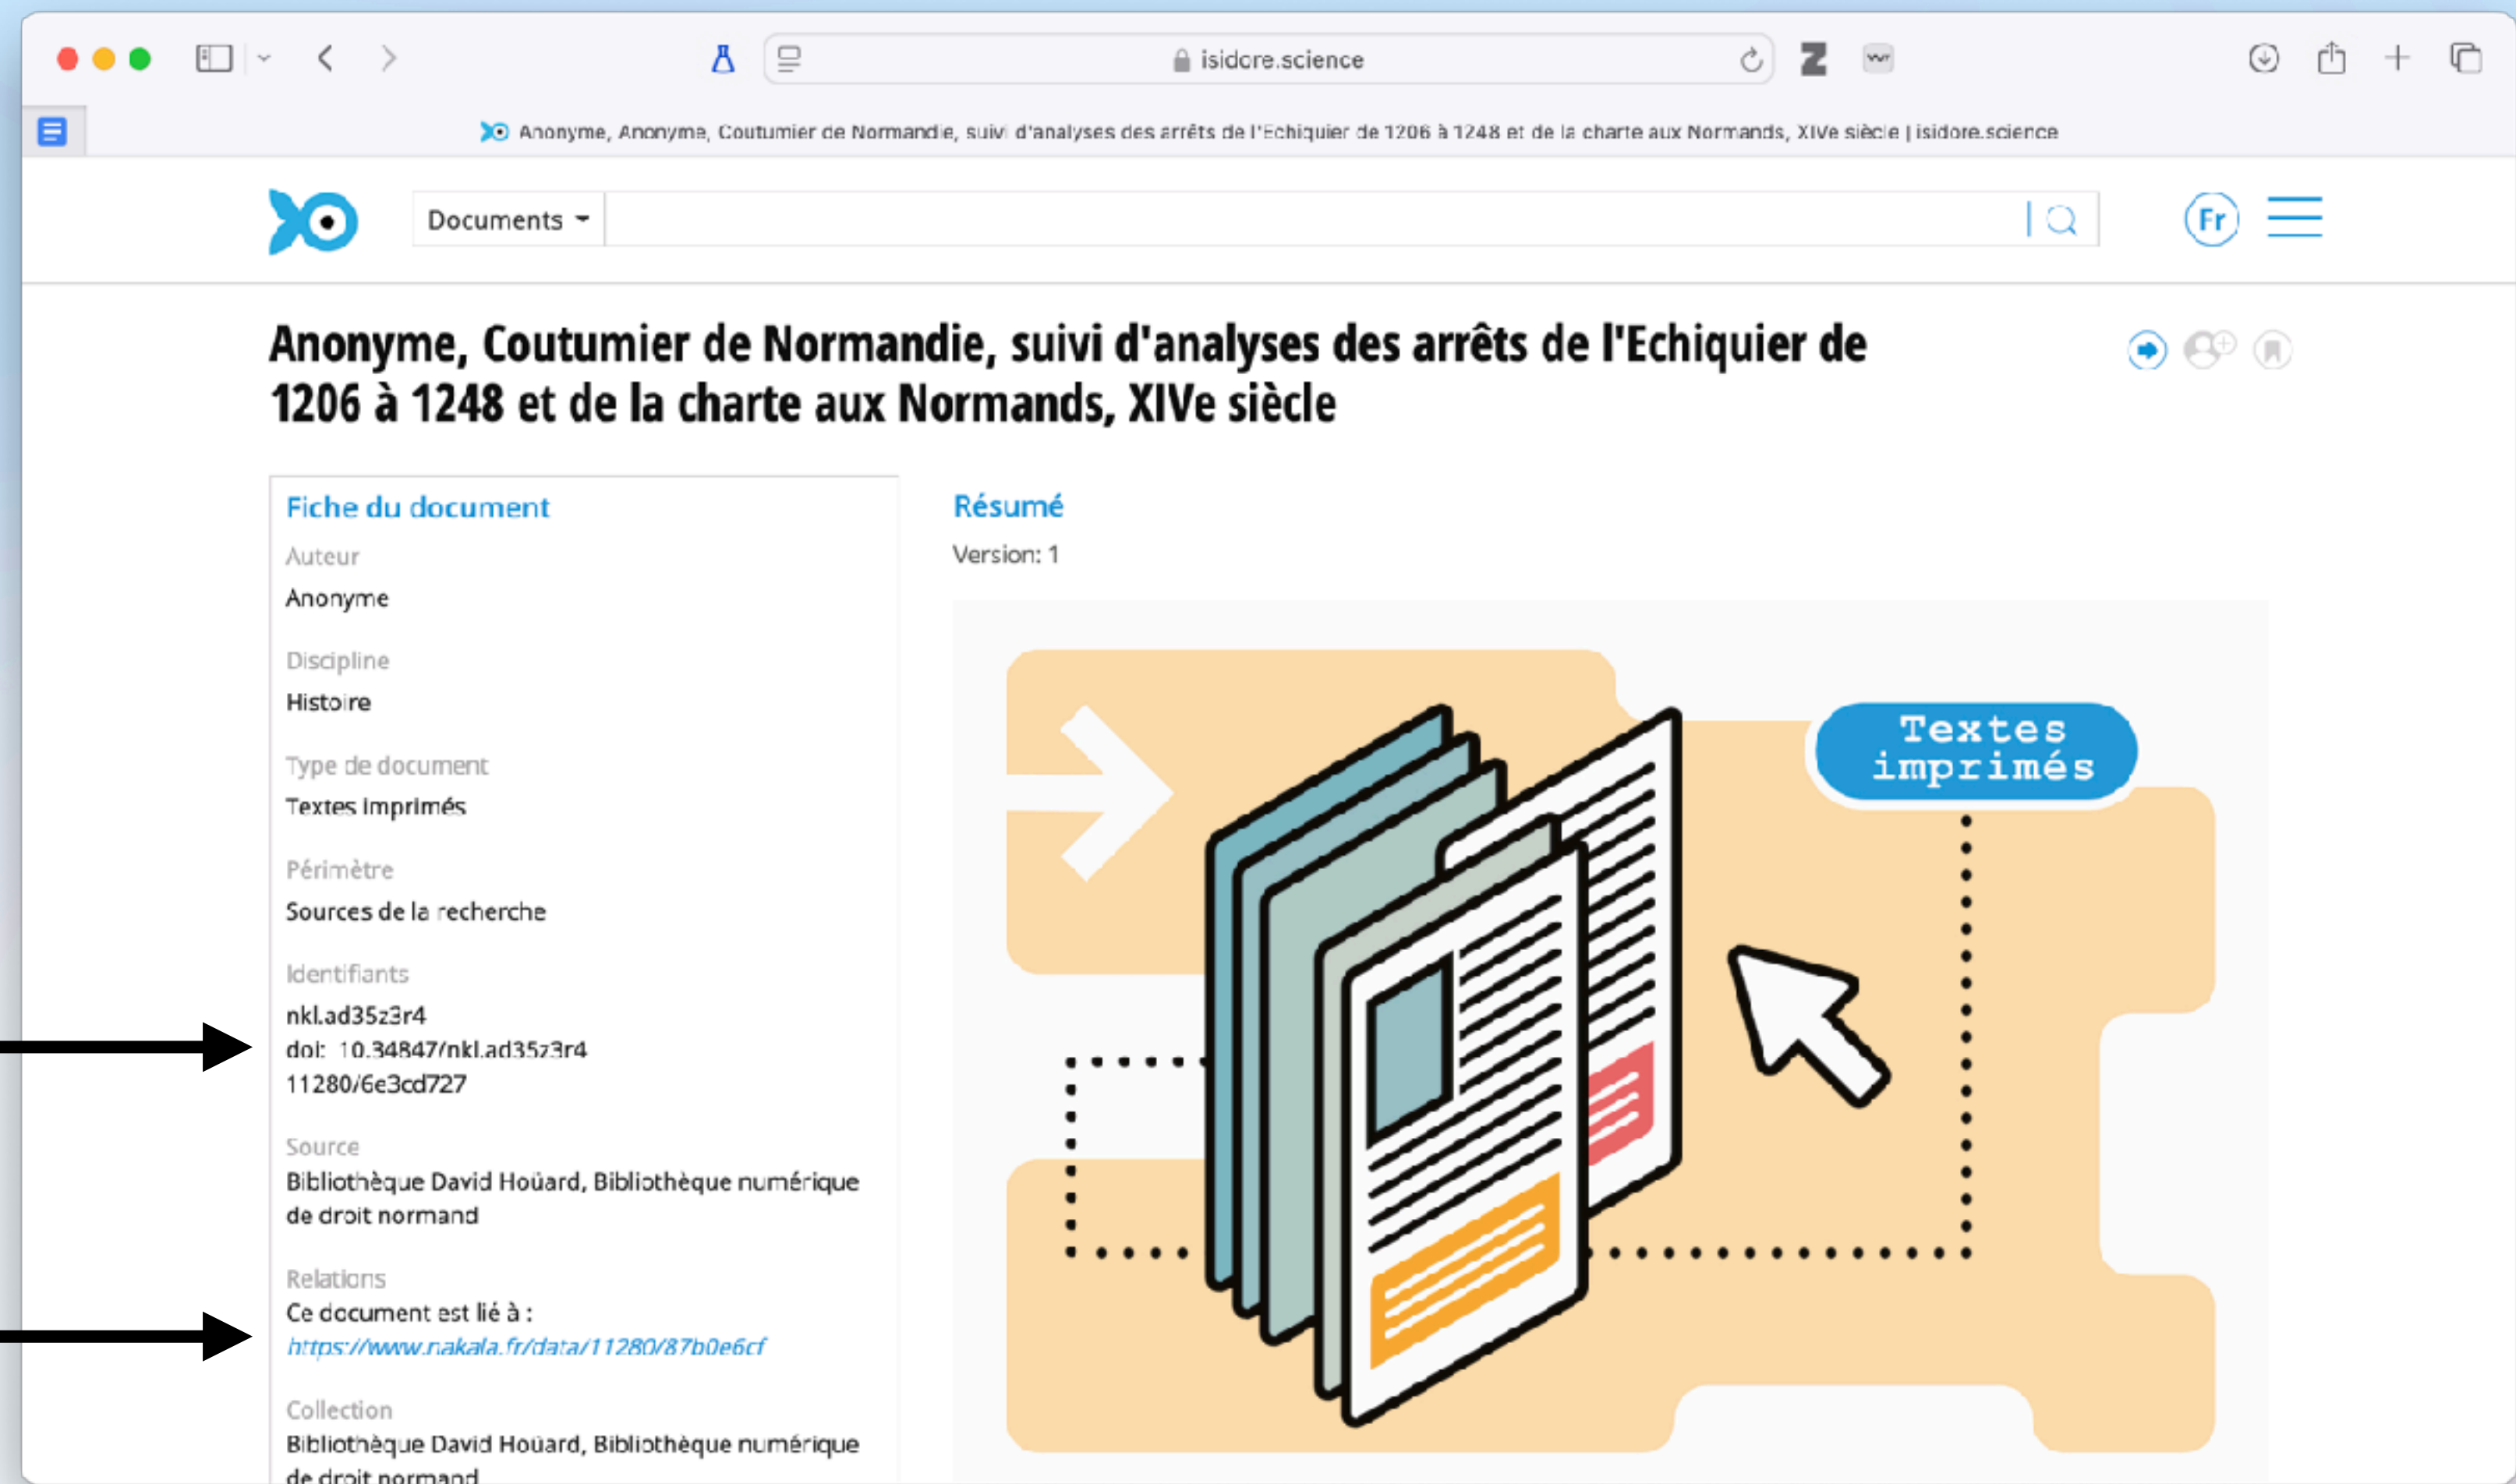 isidore.science
Anonyme, Anonyme, Coutumier de Normandie, suivi d'analyses des arrêts de l'Echiquier de 1206 à 1248 et de la charte aux Normands, XIVe siècle | isidore.science
Documents
Fr
Anonyme, Coutumier de Normandie, suivi d'analyses des arrêts de l'Echiquier de
1206 à 1248 et de la charte aux Normands, XIVe siècle
Fiche du document
Auteur
Anonyme
Discipline
Histoire
Type de document
Textes imprimés
Périmètre
Sources de la recherche
Identifiants
nkl.ad35z3r4
doi: 10.34847/nkl.ad35z3r4
11280/6e3cd727
Source
Bibliothèque David Hoüard, Bibliothèque numérique
de droit normand
Relations
Ce document est lié à :
https://www.nakala.fr/data/11280/87b0e6cf
Collection
Bibliothèque David Hoüard, Bibliothèque numérique
de droit normand
Résumé
Version: 1
Textes
imprimés